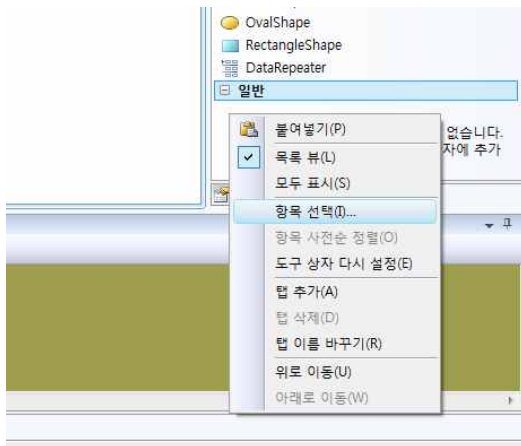 OvalShape
RectangleShape
DataRepeater
일반
없습니다.
자에 추가
붙여넣기(P)
목록 뷰(L)
모두 표시(S)
항목 선택(I)...
항목 사전순 정렬(O)
도구 상자 다시 설정(E)
탭 추가(A)
탭 삭제(D)
탭 이름 바꾸기(R)
위로 이동(U)
아래로 이동(W)